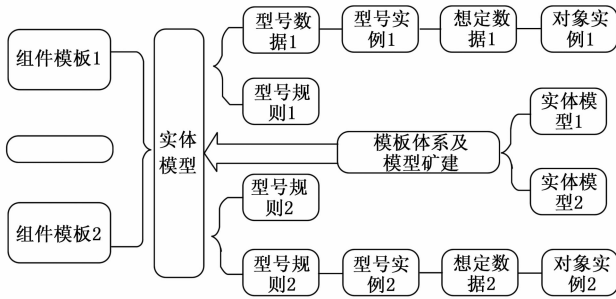 组件模板1
组件模板2
实体
模型
型号数
据1
型号实
例1
想定数
据1
对象实
例1
型号规
则1
模板体系及
模型矿建
实体模
型1
实体模
型2
型号规
则2
型号规
则2
型号实
例2
想定数
据2
对象实
例2